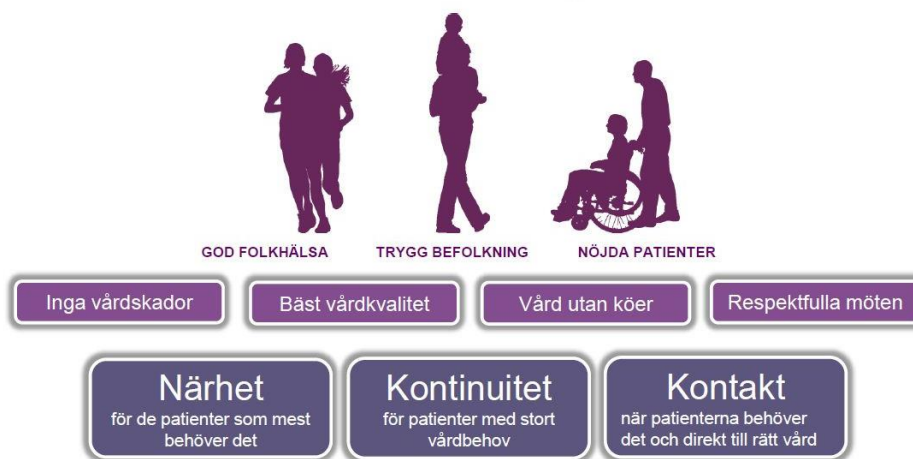 GOD FOLKHÄLSA
TRYGG BEFOLKNING
NÖJDA PATIENTER
Inga vårdskador
Bäst vårdkvalitet
Vård utan köer
Respektfulla möten
Närhet
för de patienter som mest
behöver det
Kontinuitet
för patienter med stort
vårdbehov
Kontakt
när patienterna behöver
det och direkt till rätt vård